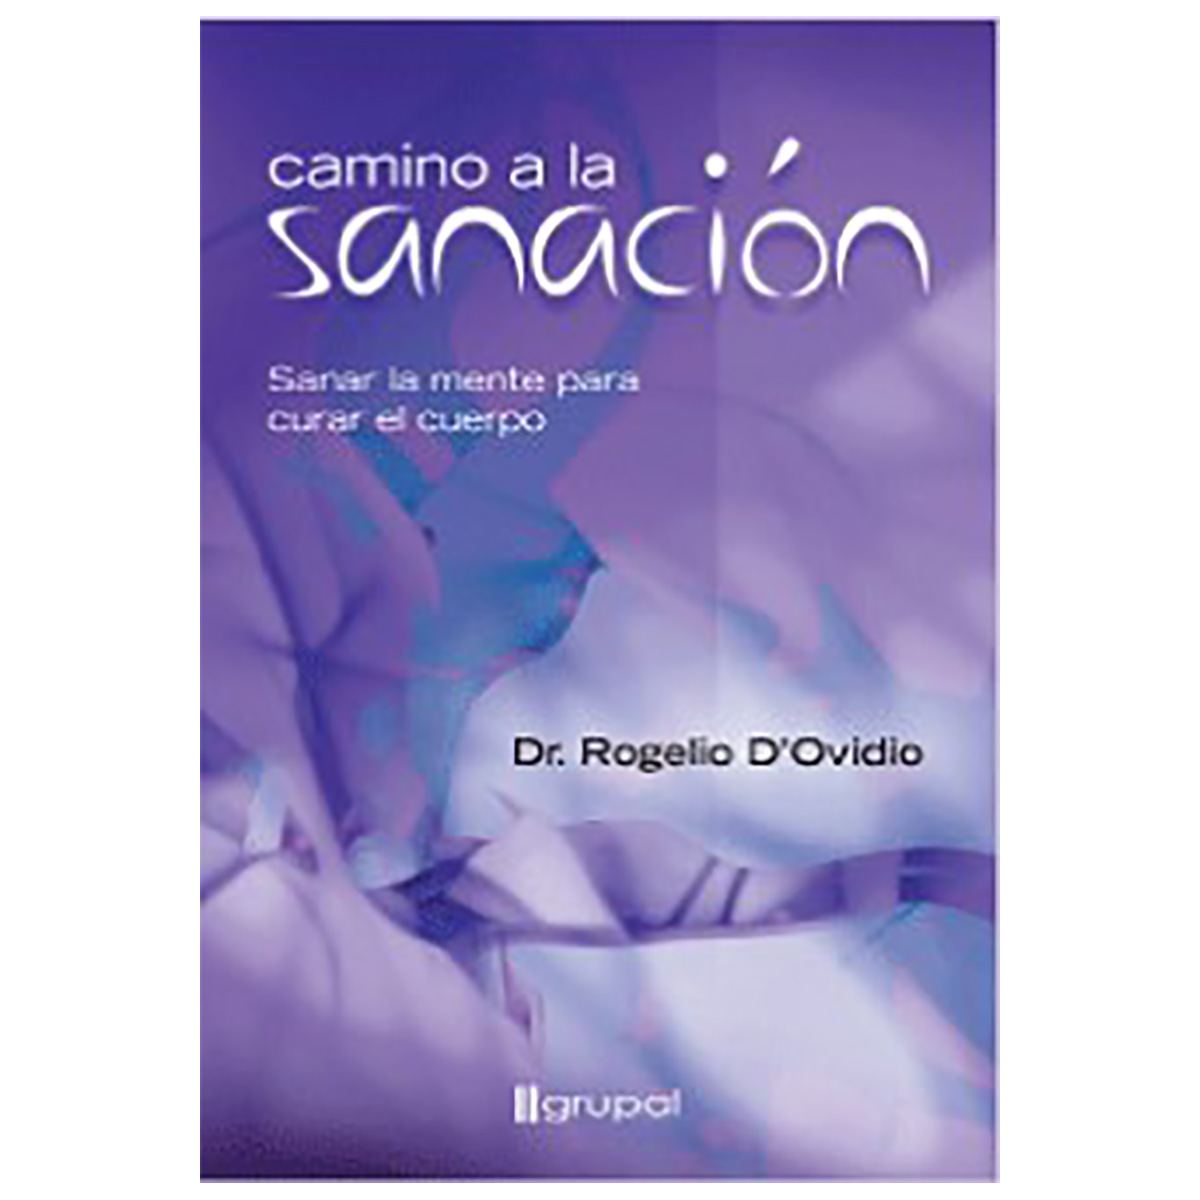 camino a la
sanación
Sanar la mente para
curar el cuerpo
Dr. Rogelio D'Ovidio
grupal